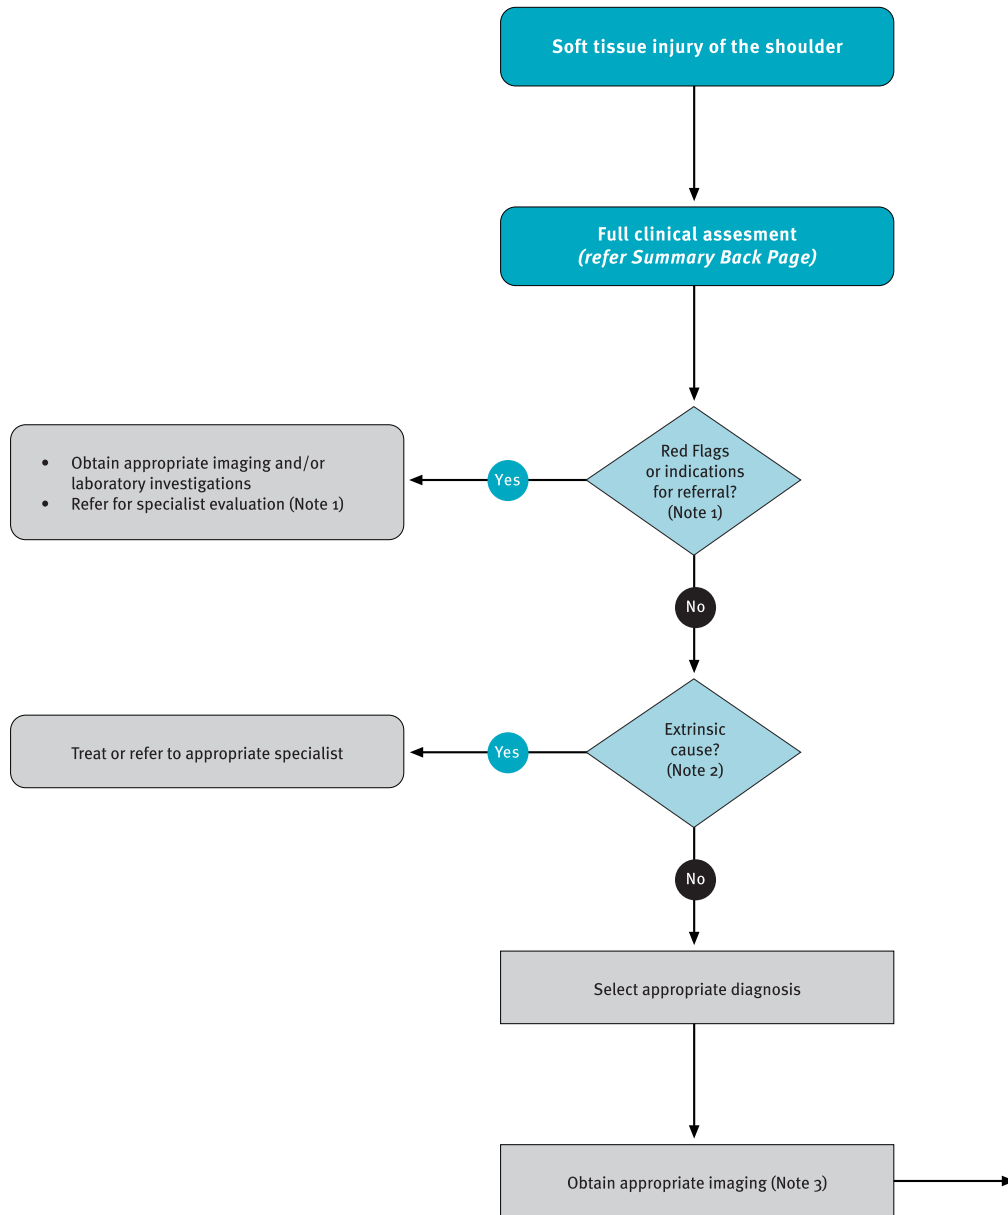 Soft tissue injury of the shoulder
Full clinical assesment
(refer Summary Back Page)
Red Flags
or indications
for referral?
(Note 1)
Yes
• Obtain appropriate imaging and/or
laboratory investigations
• Refer for specialist evaluation (Note 1)
No
Extrinsic
cause?
(Note 2)
Yes
Treat or refer to appropriate specialist
No
Select appropriate diagnosis
Obtain appropriate imaging (Note 3)